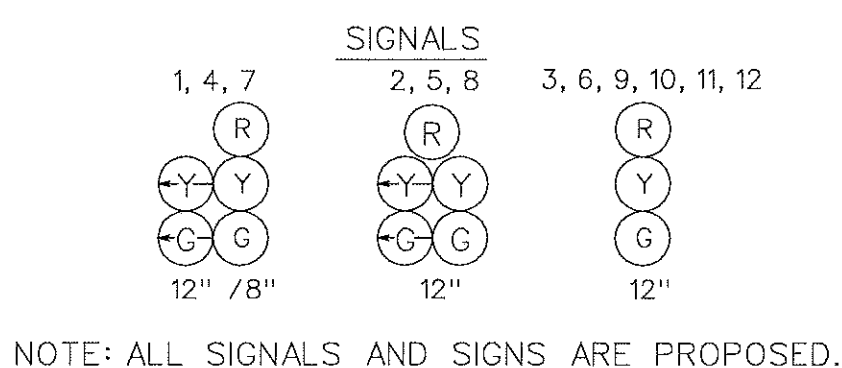 SIGNALS
1, 4, 7 2, 5, 8 3, 6, 9, 10, 11, 12
R R R
Y Y Y Y Y
G G G G G
12" /8" 12" 12"
NOTE: ALL SIGNALS AND SIGNS ARE PROPOSED.